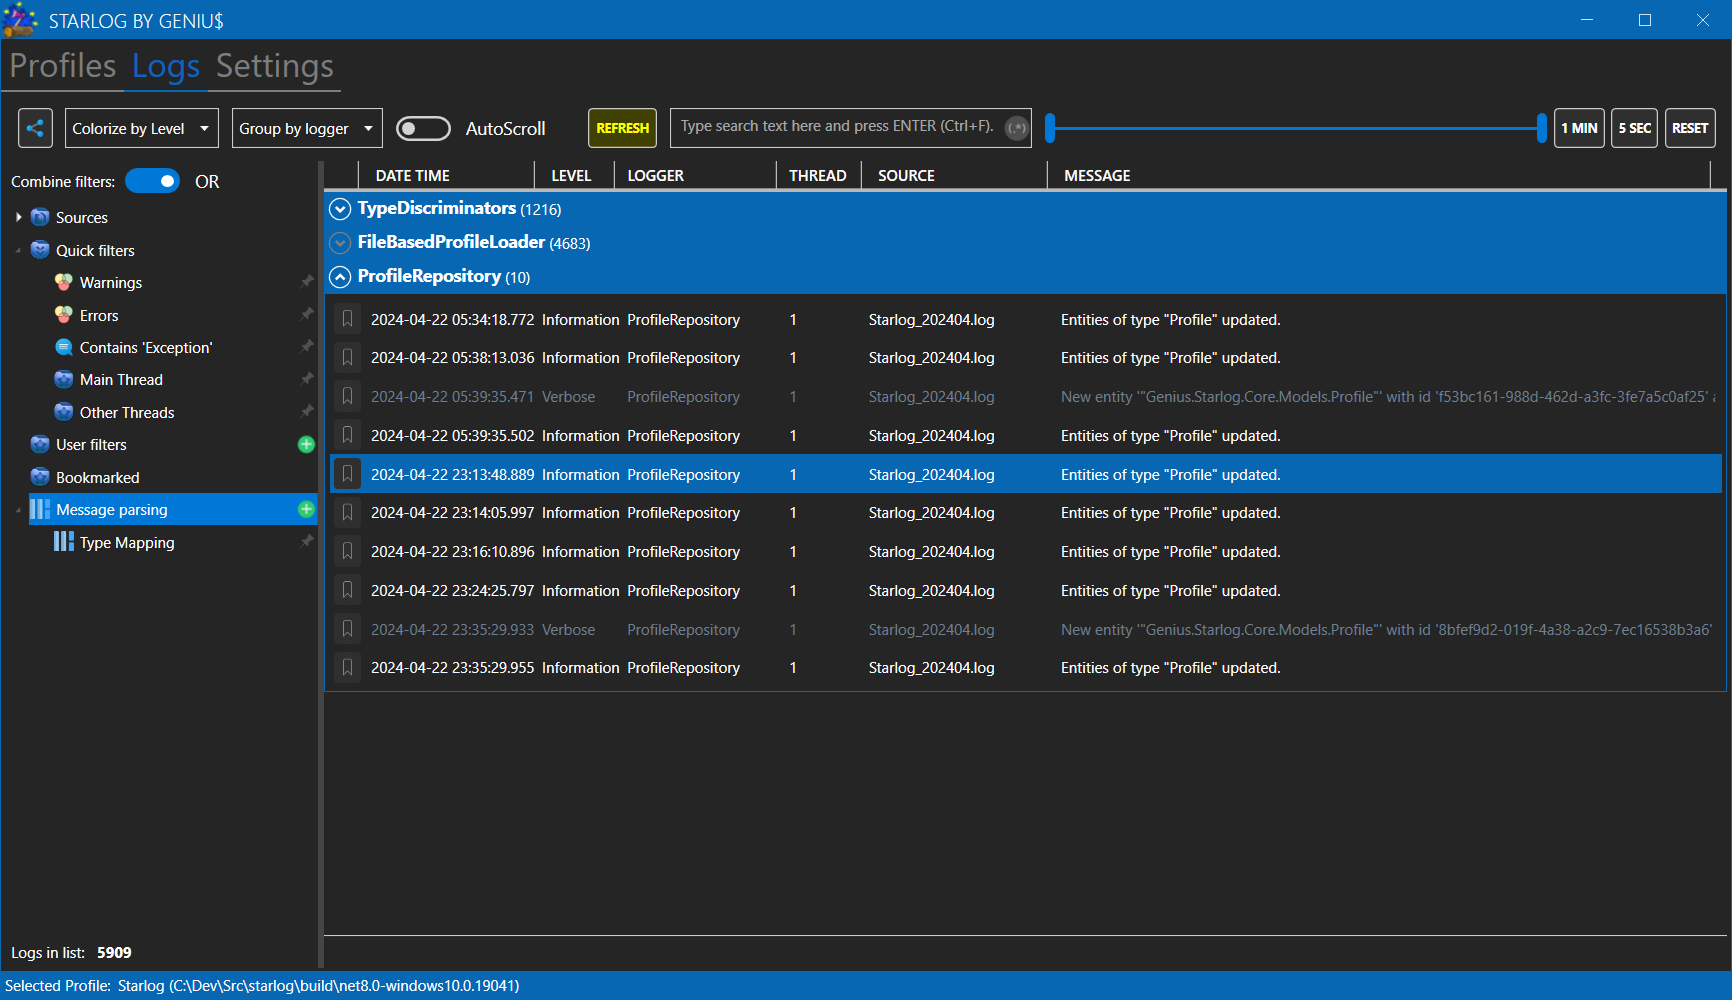 STARLOG BY GENIU$
Profiles Logs Settings
Colorize by Level Group by logger AutoScroll REFRESH Type search text here and press ENTER (Ctrl+F). (.*) 1 MIN 5 SEC RESET
Combine filters: OR
Sources
Quick filters
Warnings
Errors
Contains 'Exception'
Main Thread
Other Threads
User filters
Bookmarked
Message parsing
Type Mapping
Logs in list: 5909
DATE TIME LEVEL LOGGER THREAD SOURCE MESSAGE
TypeDiscriminators (1216)
FileBasedProfileLoader (4683)
ProfileRepository (10)
2024-04-22 05:34:18.772 Information ProfileRepository 1 Starlog_202404.log Entities of type "Profile" updated.
2024-04-22 05:38:13.036 Information ProfileRepository 1 Starlog_202404.log Entities of type "Profile" updated.
2024-04-22 05:39:35.471 Verbose ProfileRepository 1 Starlog_202404.log New entity '"Genius.Starlog.Core.Models.Profile"' with id 'f53bc161-988d-462d-a3fc-3fe7a5c0af25' a
2024-04-22 05:39:35.502 Information ProfileRepository 1 Starlog_202404.log Entities of type "Profile" updated.
2024-04-22 23:13:48.889 Information ProfileRepository 1 Starlog_202404.log Entities of type "Profile" updated.
2024-04-22 23:14:05.997 Information ProfileRepository 1 Starlog_202404.log Entities of type "Profile" updated.
2024-04-22 23:16:10.896 Information ProfileRepository 1 Starlog_202404.log Entities of type "Profile" updated.
2024-04-22 23:24:25.797 Information ProfileRepository 1 Starlog_202404.log Entities of type "Profile" updated.
2024-04-22 23:35:29.933 Verbose ProfileRepository 1 Starlog_202404.log New entity '"Genius.Starlog.Core.Models.Profile"' with id '8bfef9d2-019f-4a38-a2c9-7ec16538b3a6'
2024-04-22 23:35:29.955 Information ProfileRepository 1 Starlog_202404.log Entities of type "Profile" updated.
Selected Profile: Starlog (C:\Dev\Src\starlog\build\net8.0-windows10.0.19041)